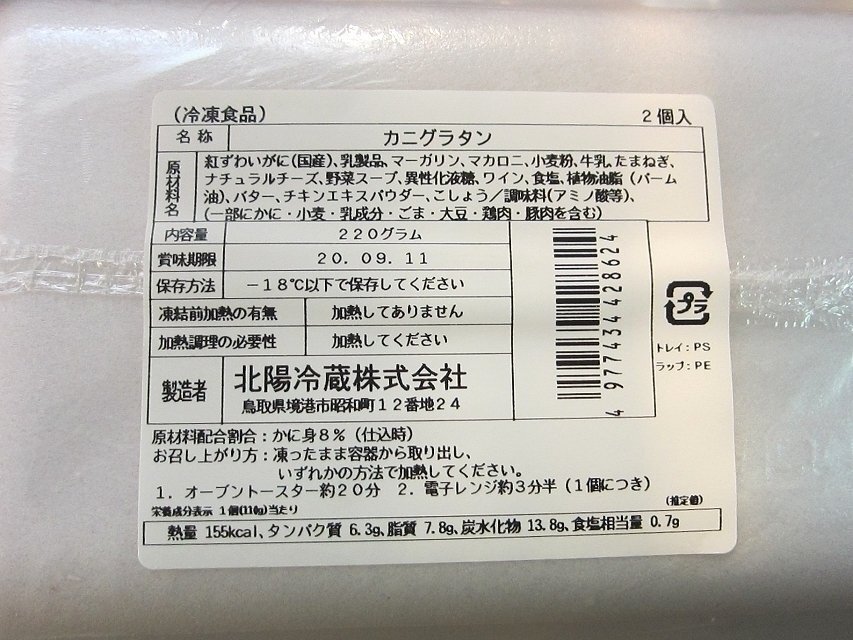 (冷凍食品) 2個入
名称 カニグラタン
原材料名
紅ずわいがに(国産)、乳製品、マーガリン、マカロニ、小麦粉、牛乳、たまねぎ、
ナチュラルチーズ、野菜スープ、異性化液糖、ワイン、食塩、植物油脂(パーム
油)、バター、チキンエキスパウダー、こしょう/調味料(アミノ酸等)、
(一部にかに・小麦・乳成分・ごま・大豆・鶏肉・豚肉を含む)
内容量 220グラム
賞味期限 20.09.11
保存方法 −18℃以下で保存してください
凍結前加熱の有無 加熱してありません
加熱調理の必要性 加熱してください
製造者 北陽冷蔵株式会社
鳥取県境港市昭和町12番地24
4977434428624
プラ
トレイ:PS
ラップ:PE
原材料配合割合:かに身8%(仕込時)
お召し上がり方:凍ったまま容器から取り出し、
いずれかの方法で加熱してください。
1. オーブントースター約20分 2. 電子レンジ約3分半(1個につき)
栄養成分表示 1個(110g)当たり (推定値)
熱量 155kcal、タンパク質 6.3g、脂質 7.8g、炭水化物 13.8g、食塩相当量 0.7g